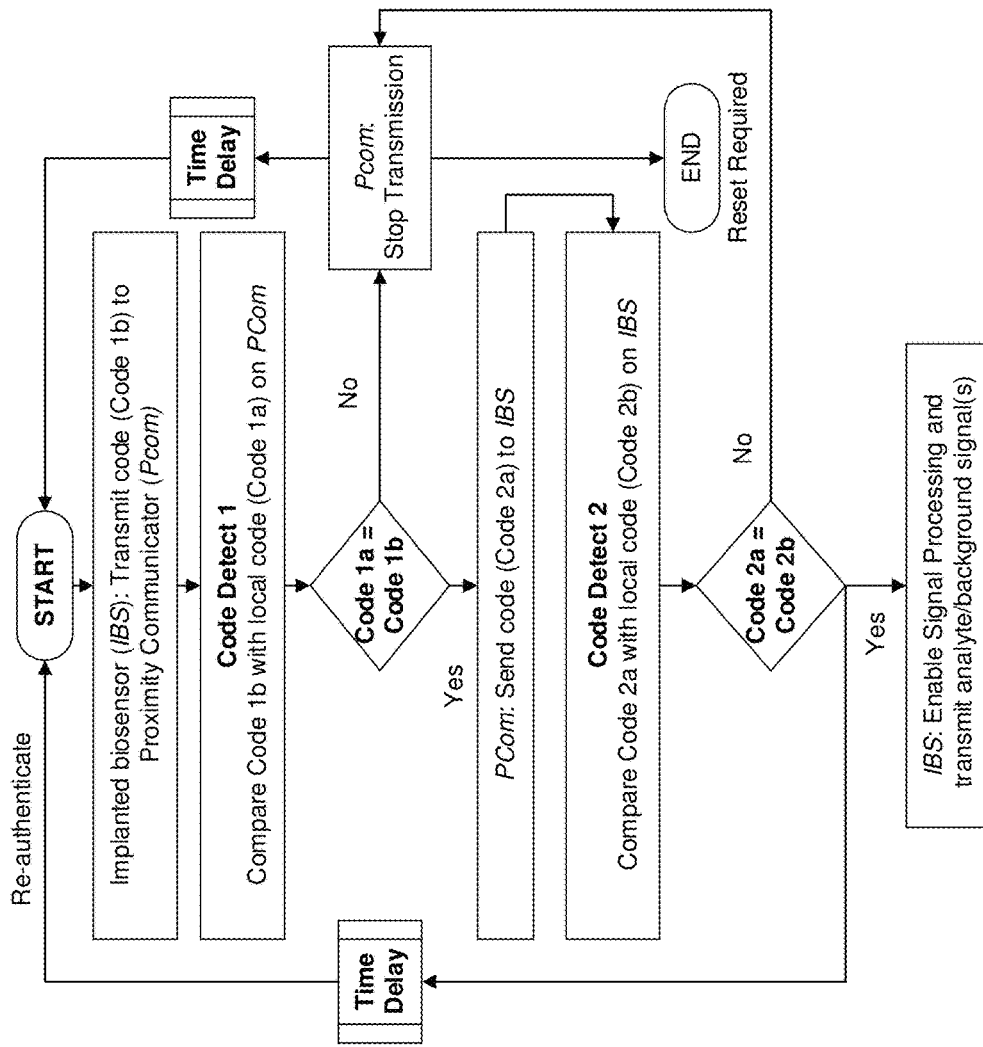 Re-authenticate
START
Implanted biosensor (IBS): Transmit code (Code 1b) to
Proximity Communicator (Pcom)
Time
Delay
Code Detect 1
Compare Code 1b with local code (Code 1a) on PCom
Code 1a =
Code 1b
No
Pcom:
Stop Transmission
Yes
Time
Delay
PCom: Send code (Code 2a) to IBS
Code Detect 2
Compare Code 2a with local code (Code 2b) on IBS
END
Reset Required
Code 2a =
Code 2b
No
Yes
IBS: Enable Signal Processing and
transmit analyte/background signal(s)